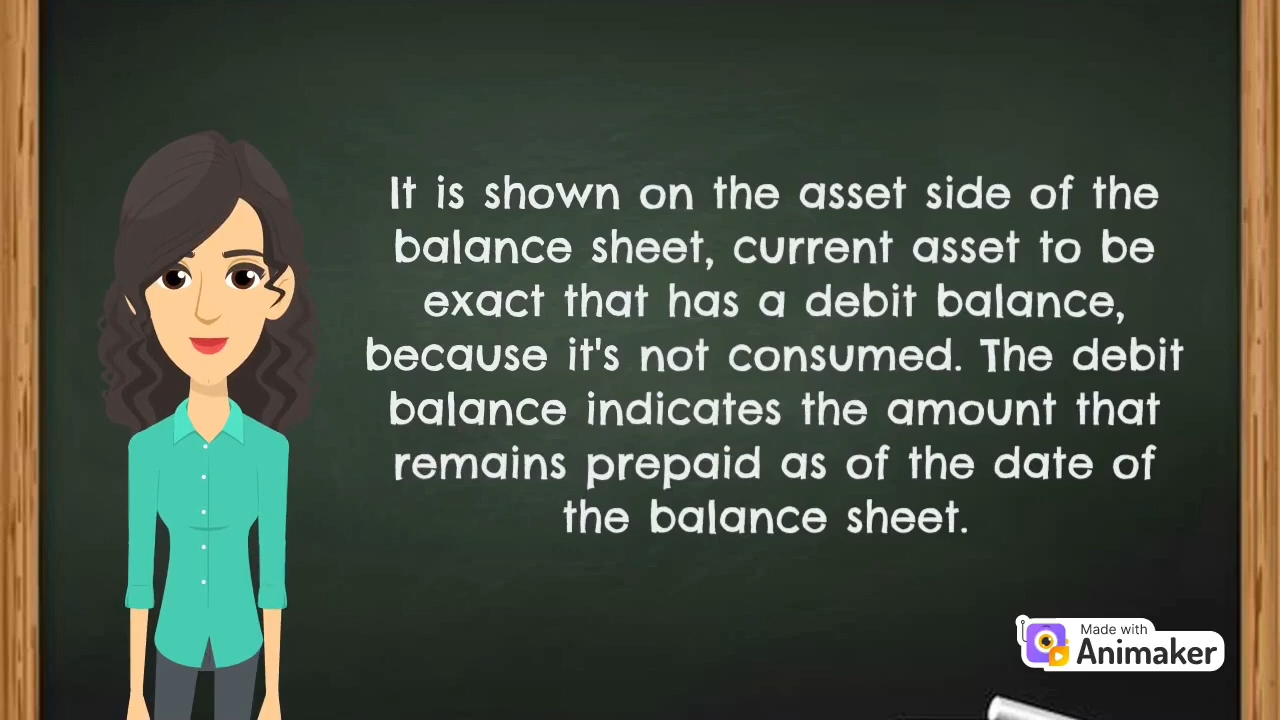 It is shown on the asset side of the
balance sheet, current asset to be
exact that has a debit balance,
because it's not consumed. The debit
balance indicates the amount that
remains prepaid as of the date of
the balance sheet.
Made with
Animaker